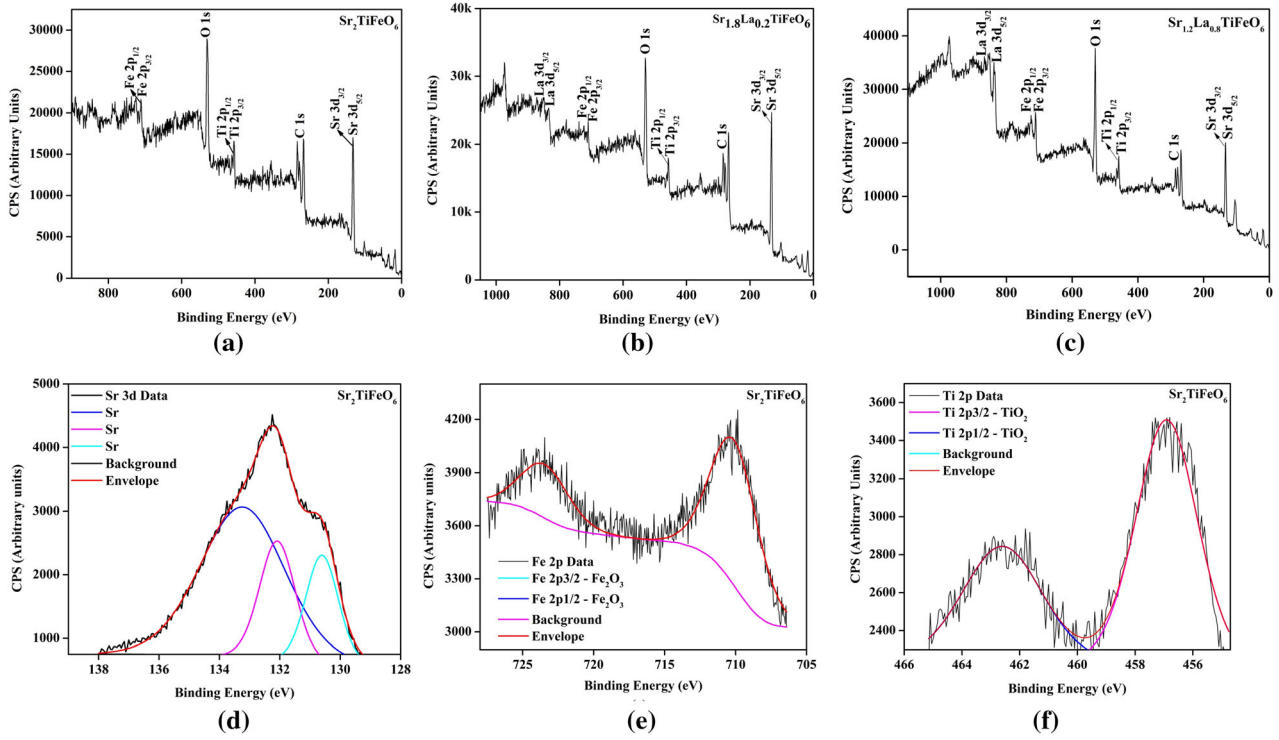 Sr₂TiFeO₆
30000
25000
20000
15000
10000
5000
0
800
600
400
200
0
CPS (Arbitrary Units)
Binding Energy (eV)
Fe 2p₁/₂
Fe 2p₃/₂
O 1s
Ti 2p₁/₂
Ti 2p₃/₂
C 1s
Sr 3d₃/₂
Sr 3d₅/₂
(a)
Sr₁.₈La₀.₂TiFeO₆
40k
30k
20k
10k
0
1000
800
600
400
200
0
CPS (Arbitrary Units)
Binding Energy (eV)
La 3d₃/₂
La 3d₅/₂
Fe 2p₁/₂
Fe 2p₃/₂
O 1s
Ti 2p₁/₂
Ti 2p₃/₂
C 1s
Sr 3d₃/₂
Sr 3d₅/₂
(b)
Sr₁.₂La₀.₈TiFeO₆
40000
30000
20000
10000
0
1000
800
600
400
200
0
CPS (Arbitrary Units)
Binding Energy (eV)
La 3d₃/₂
La 3d₅/₂
Fe 2p₁/₂
Fe 2p₃/₂
O 1s
Ti 2p₁/₂
Ti 2p₃/₂
C 1s
Sr 3d₃/₂
Sr 3d₅/₂
(c)
Sr₂TiFeO₆
Sr 3d Data
Sr
Sr
Sr
Background
Envelope
5000
4000
3000
2000
1000
138
136
134
132
130
128
CPS (Arbitrary units)
Binding Energy (eV)
(d)
Sr₂TiFeO₆
4200
3900
3600
3300
3000
725
720
715
710
705
CPS (Arbitrary units)
Fe 2p Data
Fe 2p3/2 - Fe₂O₃
Fe 2p1/2 - Fe₂O₃
Background
Envelope
Binding Energy (eV)
(e)
Sr₂TiFeO₆
Ti 2p Data
Ti 2p3/2 - TiO₂
Ti 2p1/2 - TiO₂
Background
Envelope
3600
3200
2800
2400
466
464
462
460
458
456
CPS (Arbitrary units)
Binding Energy (eV)
(f)